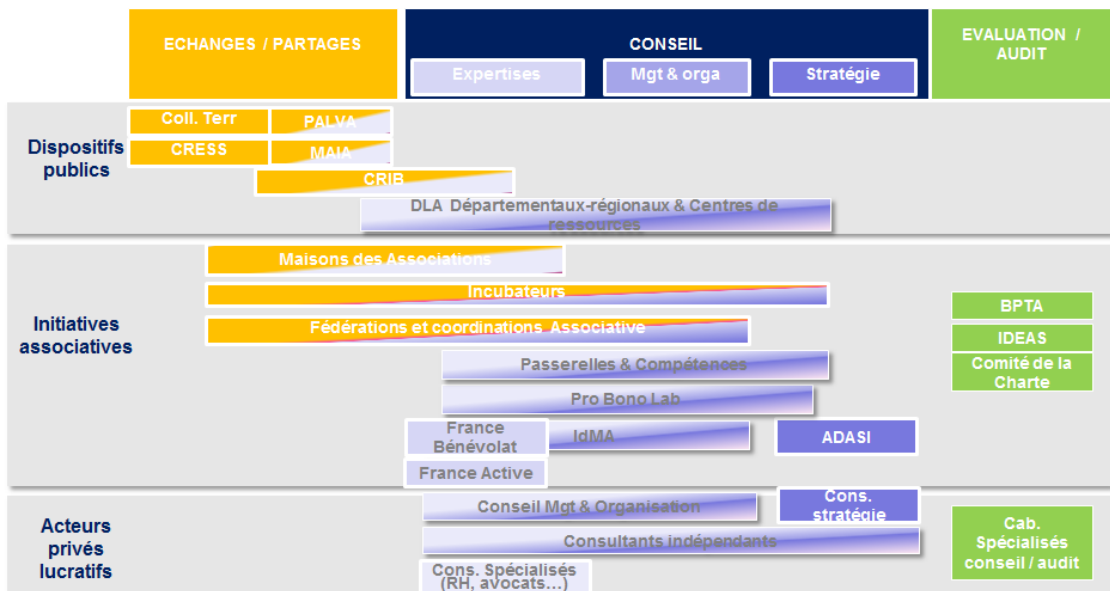 ECHANGES / PARTAGES
CONSEIL
EVALUATION /
AUDIT
Expertises
Mgt & orga
Stratégie
Dispositifs
publics
Coll. Terr
PALVA
CRESS
MAIA
CRIB
DLA Départementaux-régionaux & Centres de
ressources
Initiatives
associatives
Maisons des Associations
Incubateurs
Fédérations et coordinations Associative
Passerelles & Compétences
Pro Bono Lab
France
Bénévolat
IdMA
ADASI
France Active
BPTA
IDEAS
Comité de la
Charte
Acteurs
privés
lucratifs
Conseil Mgt & Organisation
Cons.
stratégie
Consultants indépendants
Cons. Spécialisés
(RH, avocats…)
Cab.
Spécialisés
conseil / audit